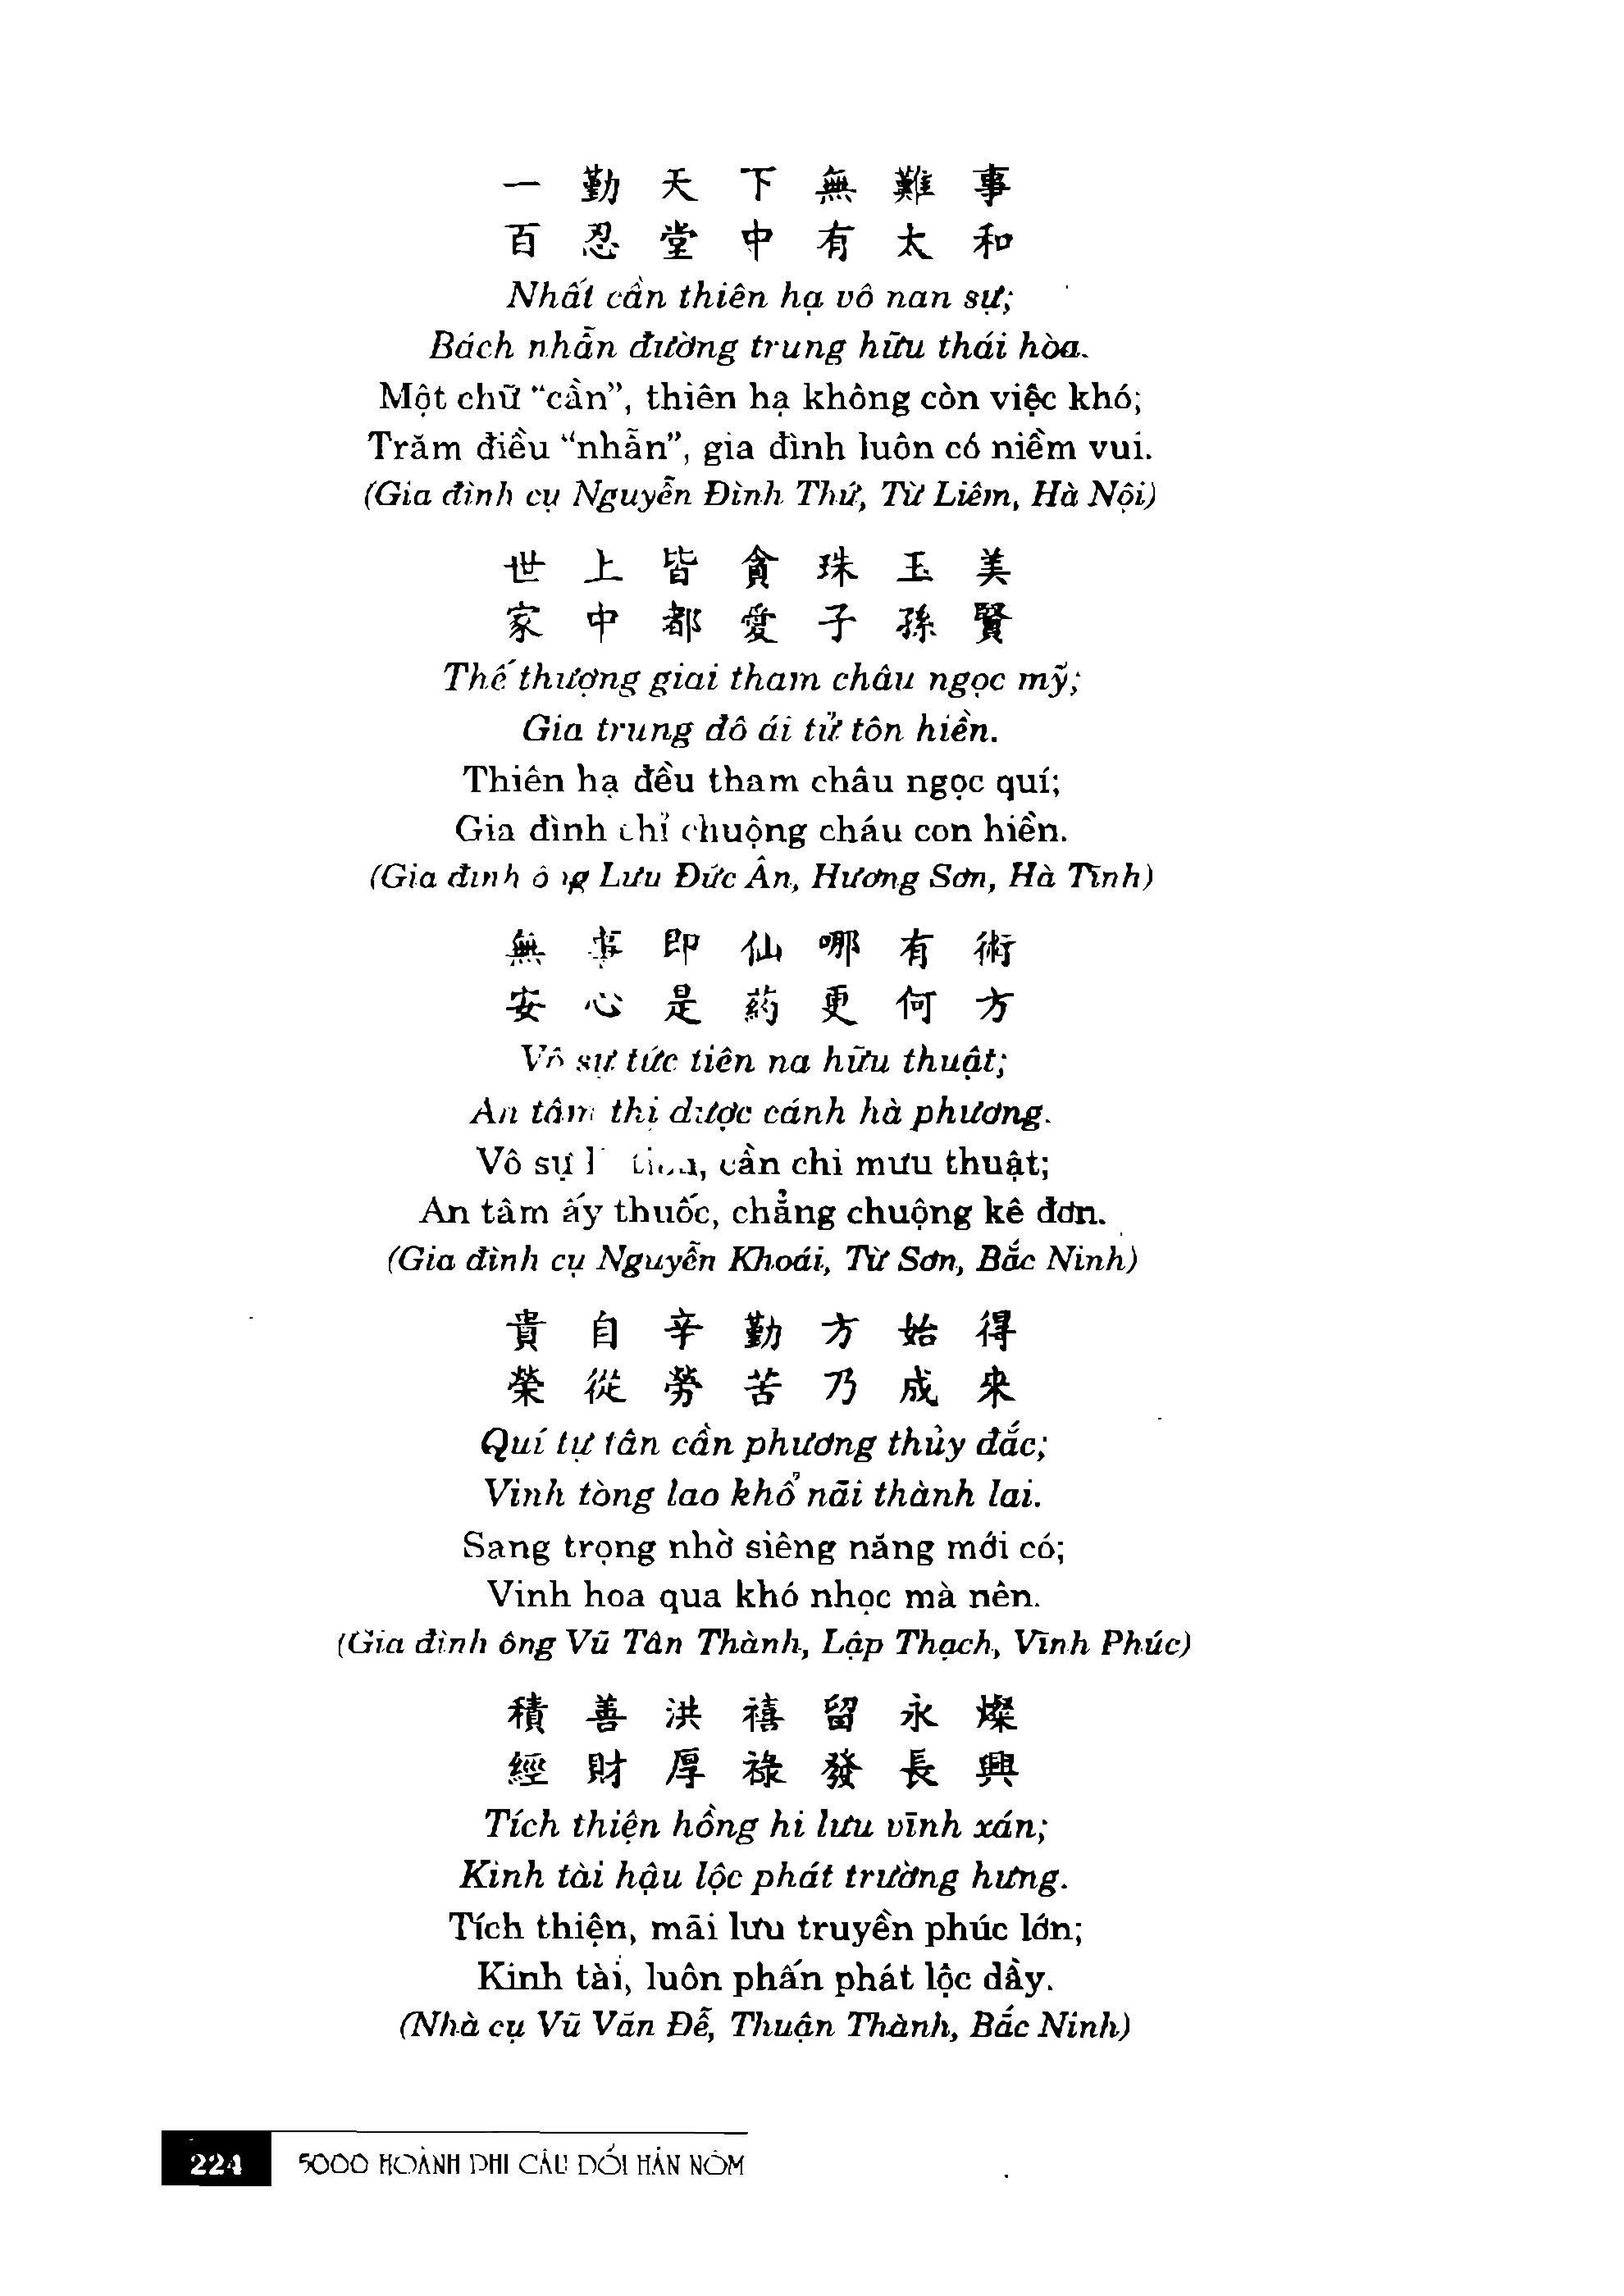 一勤天下無難事
百忍堂中有太和
Nhất cần thiên hạ vô nan sự;
Bách nhẫn đường trung hữu thái hòa.
Một chữ "cần", thiên hạ không còn việc khó;
Trăm điều "nhẫn", gia đình luôn có niềm vui.
(Gia đình cụ Nguyễn Đình Thứ, Từ Liêm, Hà Nội)
世上皆貪珠玉美
家中都愛子孫賢
Thế thượng giai tham châu ngọc mỹ;
Gia trung đô ái tử tôn hiền.
Thiên hạ đều tham châu ngọc quí;
Gia đình chỉ chuộng cháu con hiền.
(Gia đình ông Lưu Đức Ân, Hương Sơn, Hà Tĩnh)
無事即仙哪有術
安心是葯更何方
Vô sự tức tiên na hữu thuật;
An tâm thị dược cánh hà phương.
Vô sự cần chi mưu thuật;
An tâm ấy thuốc, chẳng chuộng kê đơn.
(Gia đình cụ Nguyễn Khoái, Từ Sơn, Bắc Ninh)
貴自辛勤方始得
榮從勞苦乃成來
Quí tự tân cần phương thủy đắc;
Vinh tòng lao khổ nãi thành lai.
Sang trọng nhờ siêng năng mới có;
Vinh hoa qua khó nhọc mà nên.
(Gia đình ông Vũ Tân Thành, Lập Thạch, Vĩnh Phúc)
積善洪禧留永燦
經財厚祿發長興
Tích thiện hồng hi lưu vĩnh xán;
Kinh tài hậu lộc phát trường hưng.
Tích thiện, mãi lưu truyền phúc lớn;
Kinh tài, luôn phấn phát lộc dầy.
(Nhà cụ Vũ Văn Đễ, Thuận Thành, Bắc Ninh)
224 5000 HOÀNH PHI CÂU ĐỐI HÁN NÔM